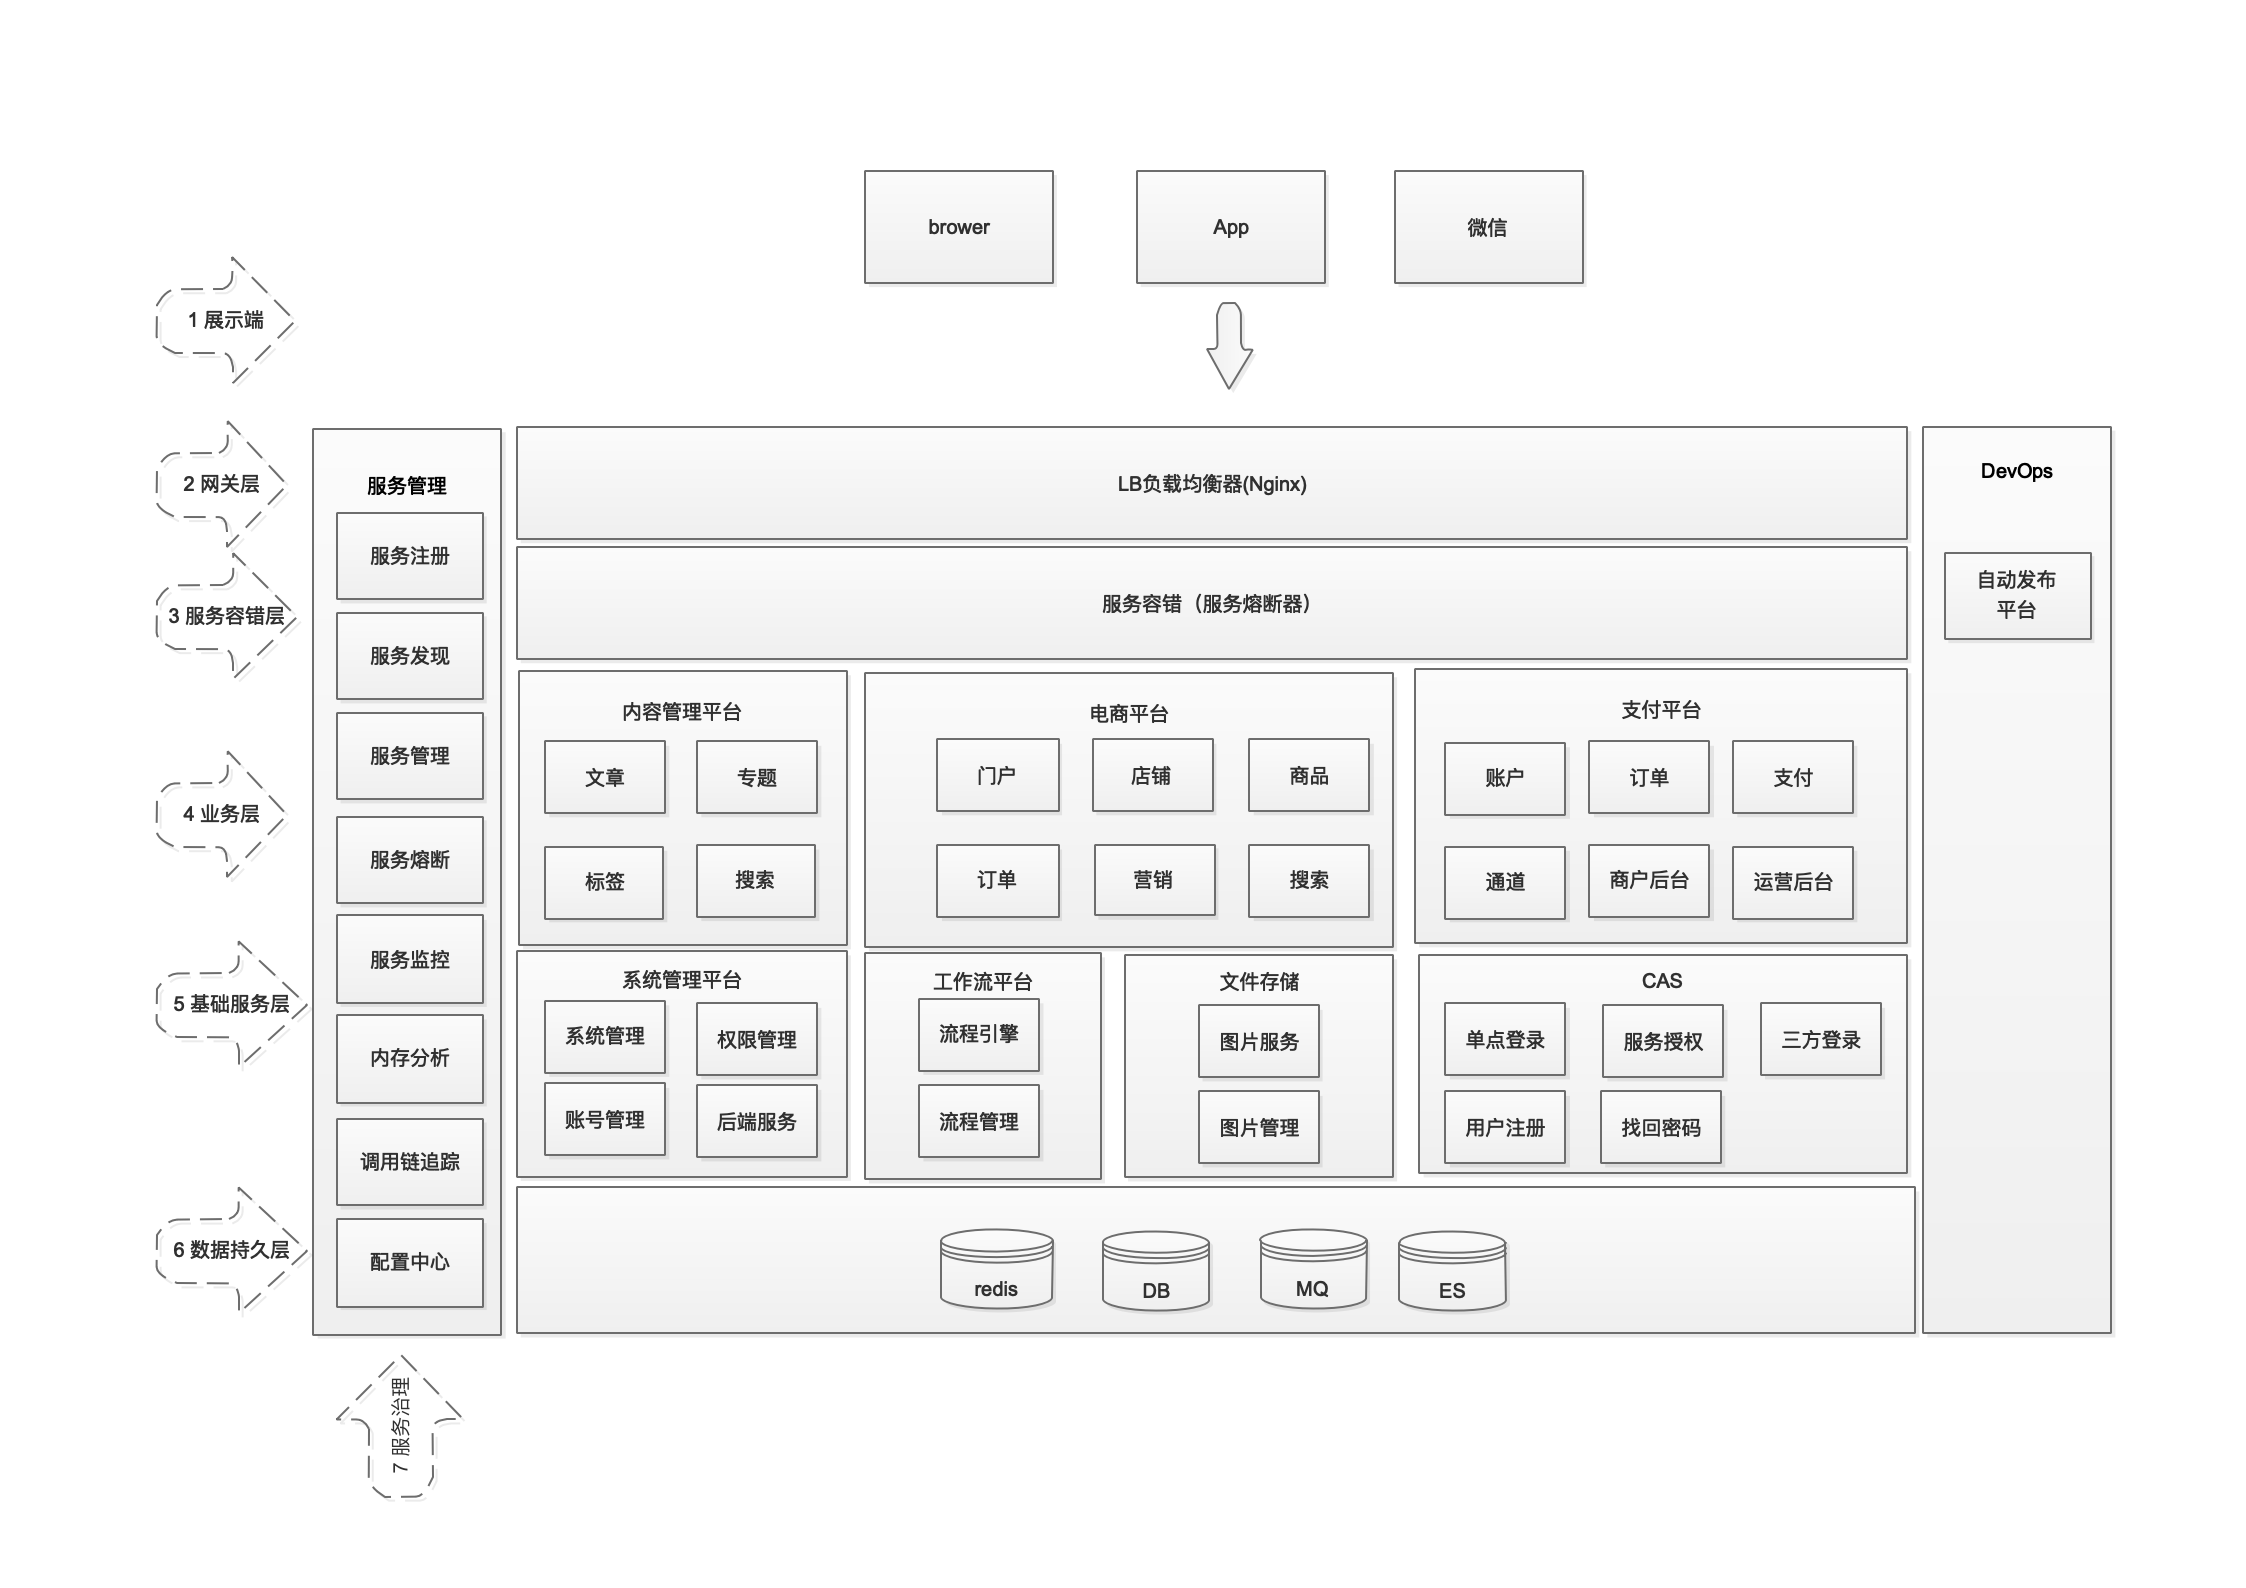 brower
App
微信
1 展示端
2 网关层
3 服务容错层
4 业务层
5 基础服务层
6 数据持久层
7 服务治理
服务管理
服务注册
服务发现
服务管理
服务熔断
服务监控
内存分析
调用链追踪
配置中心
LB负载均衡器(Nginx)
服务容错（服务熔断器）
内容管理平台
文章
专题
标签
搜索
电商平台
门户
店铺
商品
订单
营销
搜索
支付平台
账户
订单
支付
通道
商户后台
运营后台
系统管理平台
系统管理
权限管理
账号管理
后端服务
工作流平台
流程引擎
流程管理
文件存储
图片服务
图片管理
CAS
单点登录
服务授权
三方登录
用户注册
找回密码
redis
DB
MQ
ES
DevOps
自动发布
平台